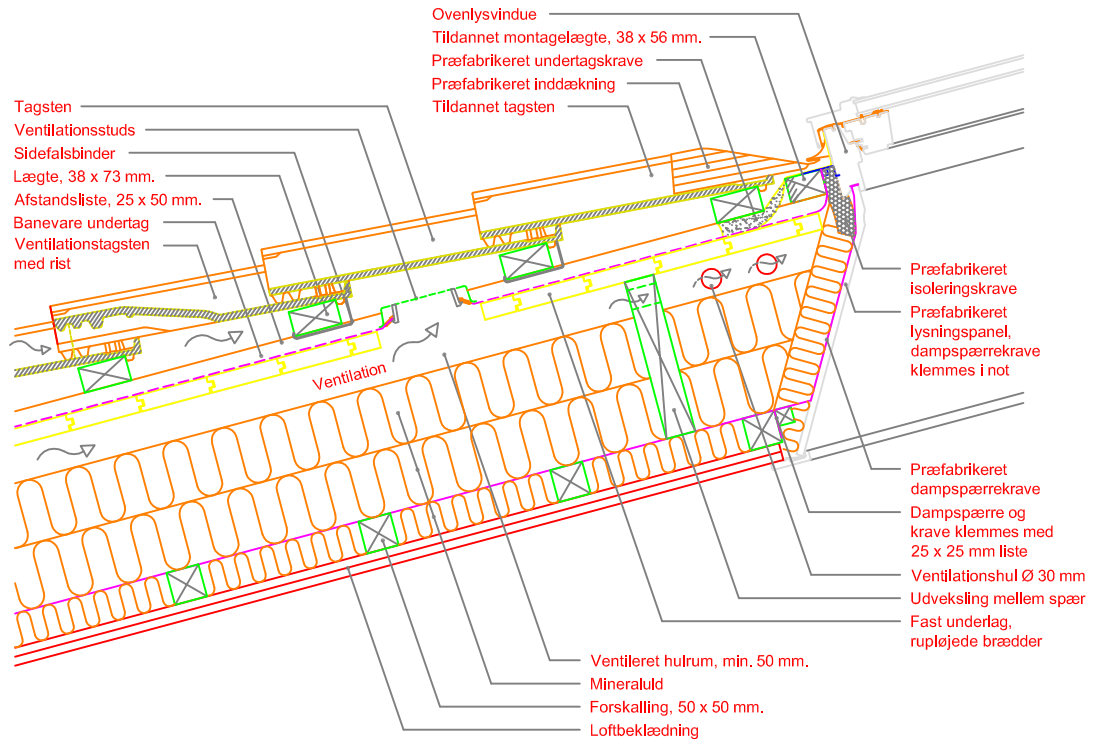 Ovenlysvindue
Tildannet montagelægte, 38 x 56 mm.
Præfabrikeret undertagskrave
Præfabrikeret inddækning
Tildannet tagsten
Tagsten
Ventilationsstuds
Sidefalsbinder
Lægte, 38 x 73 mm.
Afstandsliste, 25 x 50 mm.
Banevare undertag
Ventilationstagsten
med rist
Ventilation
Præfabrikeret
isoleringskrave
Præfabrikeret
lysningspanel,
dampspærrekrave
klemmes i not
Præfabrikeret
dampspærrekrave
Dampspærre og
krave klemmes med
25 x 25 mm liste
Ventilationshul Ø 30 mm
Udveksling mellem spær
Fast underlag,
rupløjede brædder
Ventileret hulrum, min. 50 mm.
Mineraluld
Forskalling, 50 x 50 mm.
Loftbeklædning